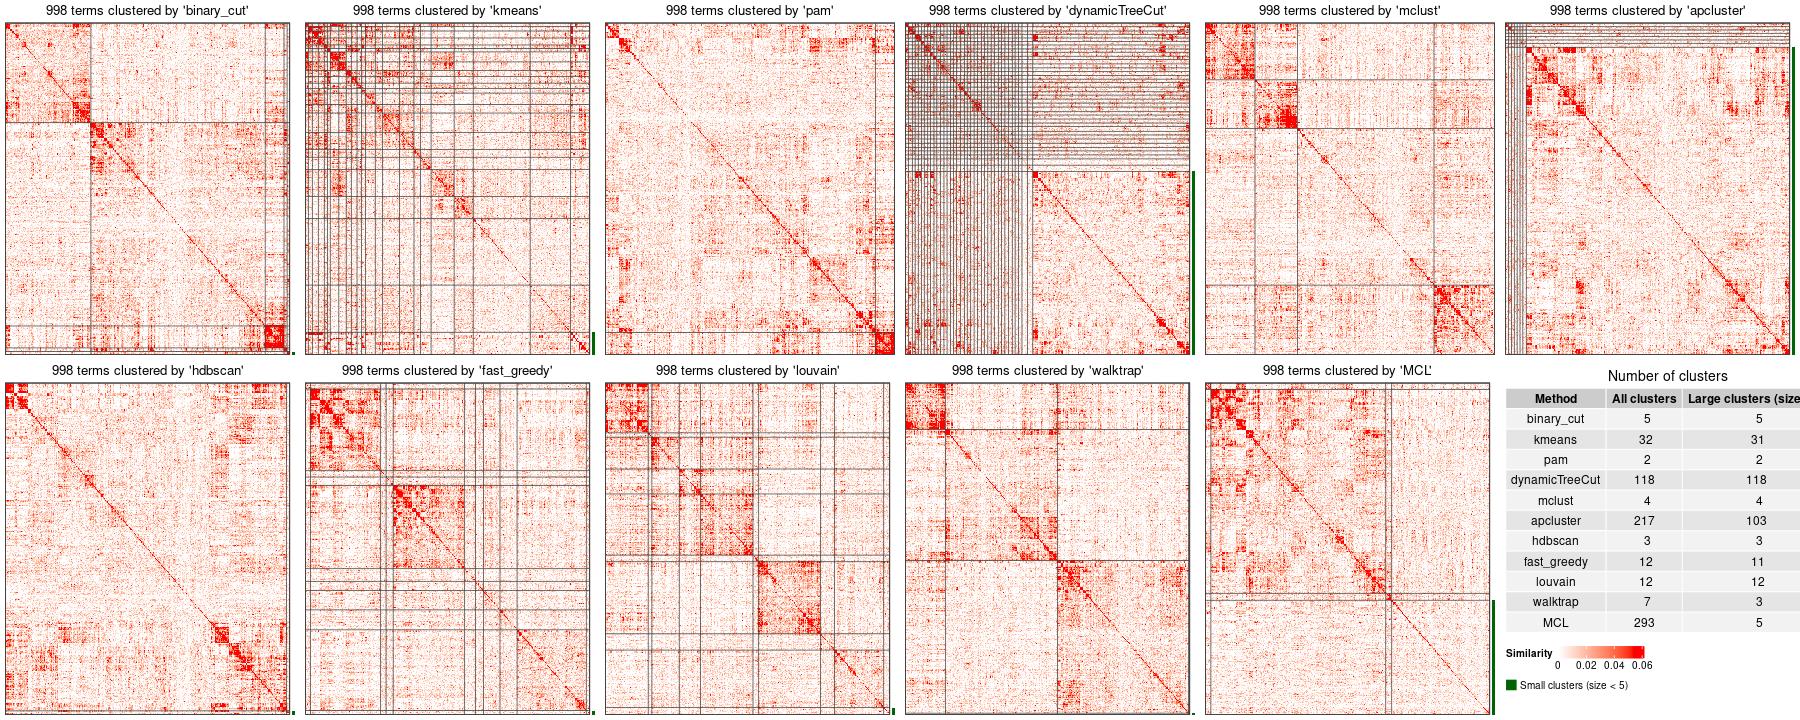 998 terms clustered by 'binary_cut'
998 terms clustered by 'kmeans'
998 terms clustered by 'pam'
998 terms clustered by 'dynamicTreeCut'
998 terms clustered by 'mclust'
998 terms clustered by 'apcluster'
998 terms clustered by 'hdbscan'
998 terms clustered by 'fast_greedy'
998 terms clustered by 'louvain'
998 terms clustered by 'walktrap'
998 terms clustered by 'MCL'
Number of clusters
Method All clusters Large clusters (size
binary_cut 5 5
kmeans 32 31
pam 2 2
dynamicTreeCut 118 118
mclust 4 4
apcluster 217 103
hdbscan 3 3
fast_greedy 12 11
louvain 12 12
walktrap 7 3
MCL 293 5
Similarity
0 0.02 0.04 0.06
Small clusters (size < 5)